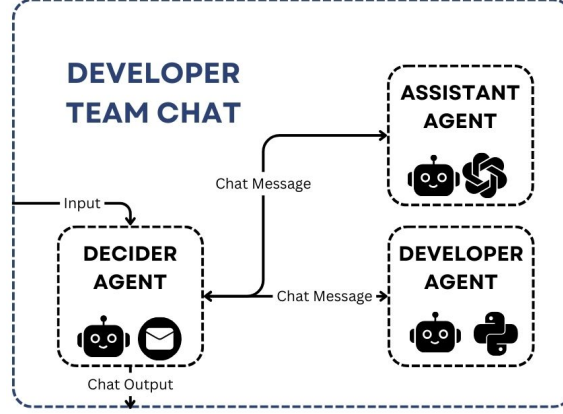 DEVELOPER
TEAM CHAT
ASSISTANT
AGENT
Chat Message
Input
DECIDER
AGENT
DEVELOPER
AGENT
Chat Message
Chat Output